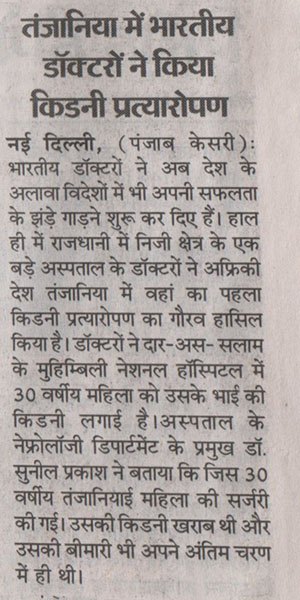 तंजानिया में भारतीय
डॉक्टरों ने किया
किडनी प्रत्यारोपण
नई दिल्ली, (पंजाब केसरी):
भारतीय डॉक्टरों ने अब देश के
अलावा विदेशों में भी अपनी सफलता
के झंडे गाड़ने शुरू कर दिए हैं। हाल
ही में राजधानी में निजी क्षेत्र के एक
बड़े अस्पताल के डॉक्टरों ने अफ्रिकी
देश तंजानिया में वहां का पहला
किडनी प्रत्यारोपण का गौरव हासिल
किया है। डॉक्टरों ने दार-अस- सलाम
के मुहिम्बिली नेशनल हॉस्पिटल में
30 वर्षीय महिला को उसके भाई की
किडनी लगाई है।अस्पताल के
नेफ्रोलॉजी डिपार्टमेंट के प्रमुख डॉ.
सुनील प्रकाश ने बताया कि जिस 30
वर्षीय तंजानियाई महिला की सर्जरी
की गई। उसकी किडनी खराब थी और
उसकी बीमारी भी अपने अंतिम चरण
में ही थी।